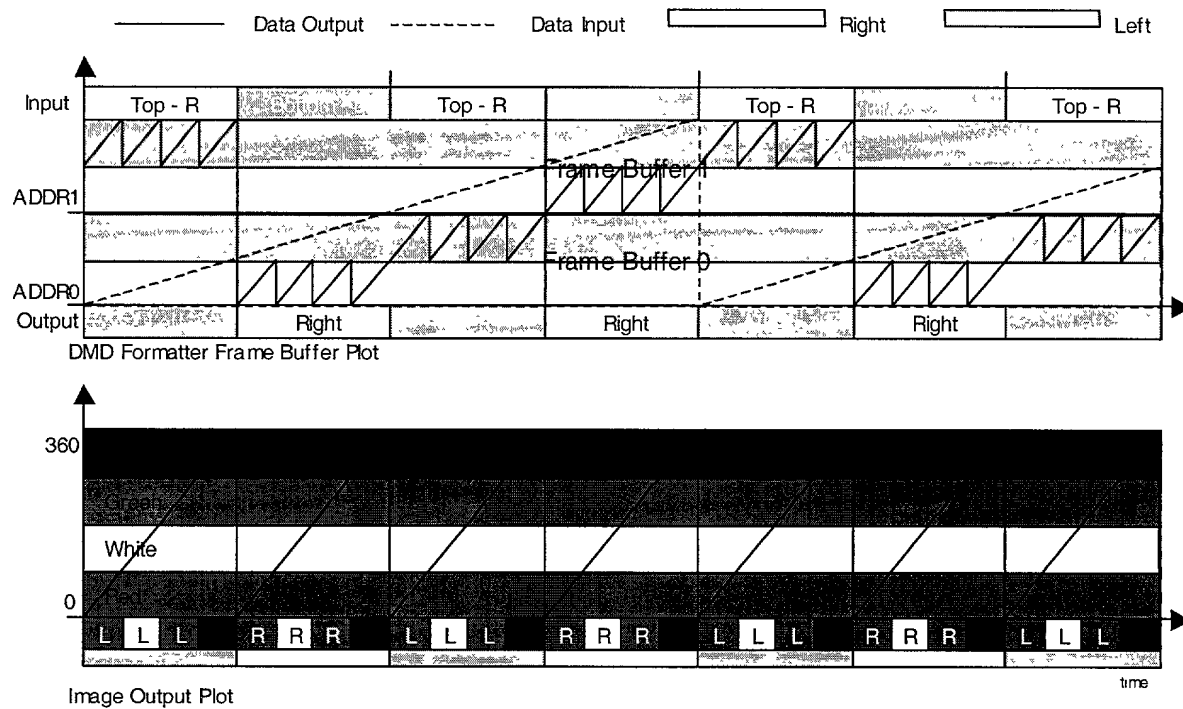 Data Output Data Input Right Left
Input Top - R Top - R Top - R Top - R
Frame Buffer 1
ADDR1
Frame Buffer 0
ADDR0
Output Right Right Right
DMD Formatter Frame Buffer Plot
360
Green
White
Red
0
L L L R R R L L L R R R L L L R R R L L L
time
Image Output Plot